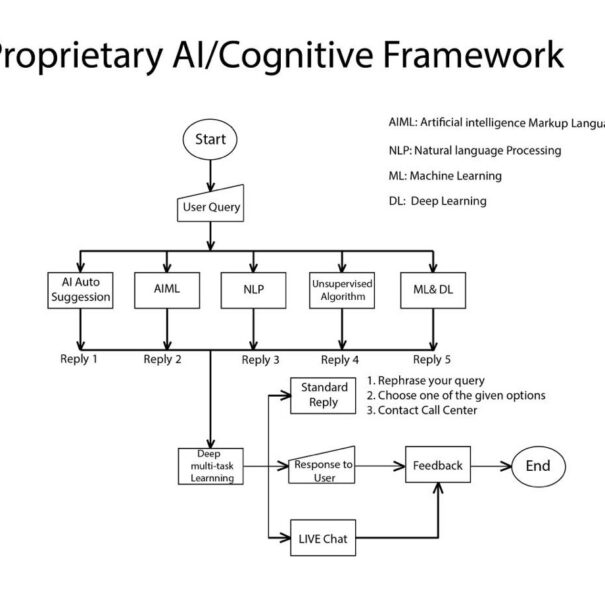 roprietary AI/Cognitive Framework
AIML: Artificial intelligence Markup Langu
NLP: Natural language Processing
ML: Machine Learning
DL: Deep Learning
Start
User Query
AI Auto
Suggession
AIML
NLP
Unsupervised
Algorithm
ML& DL
Reply 1
Reply 2
Reply 3
Reply 4
Reply 5
Standard
Reply
1. Rephrase your query
2. Choose one of the given options
3. Contact Call Center
Deep
multi-task
Learnning
Response to
User
Feedback
End
LIVE Chat